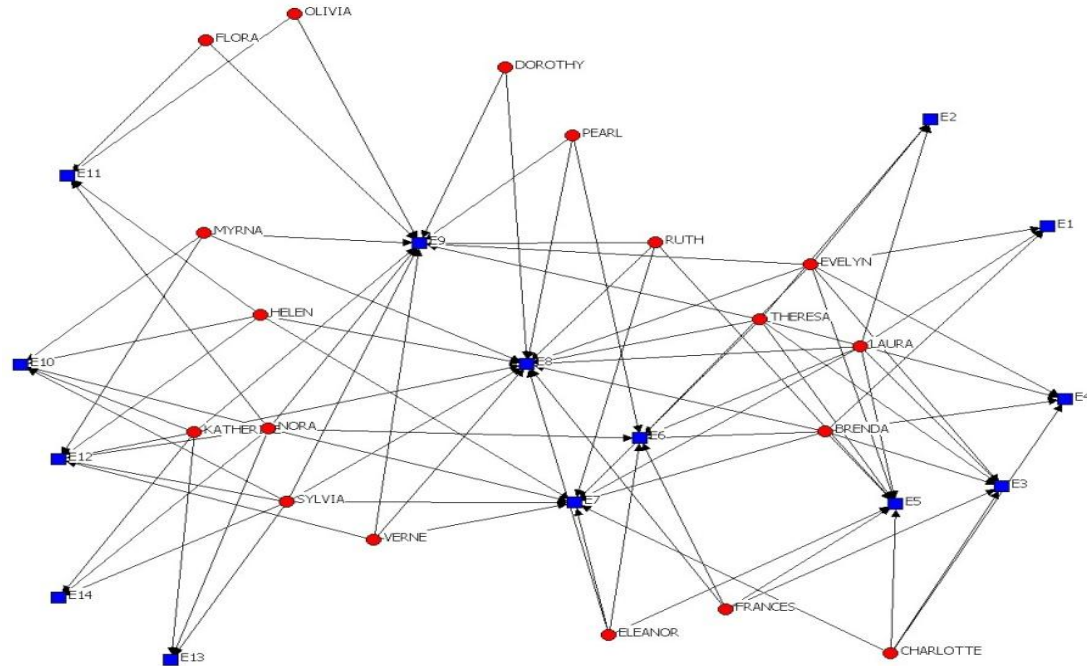 OLIVIA
FLORA
DOROTHY
PEARL
E2
E11
E1
MYRNA
E9
RUTH
EVELYN
HELEN
THERESA
LAURA
E10
E8
E4
KATHERI
NORA
BRENDA
E6
E12
E3
SYLVIA
E7
E5
VERNE
E14
FRANCES
ELEANOR
CHARLOTTE
E13